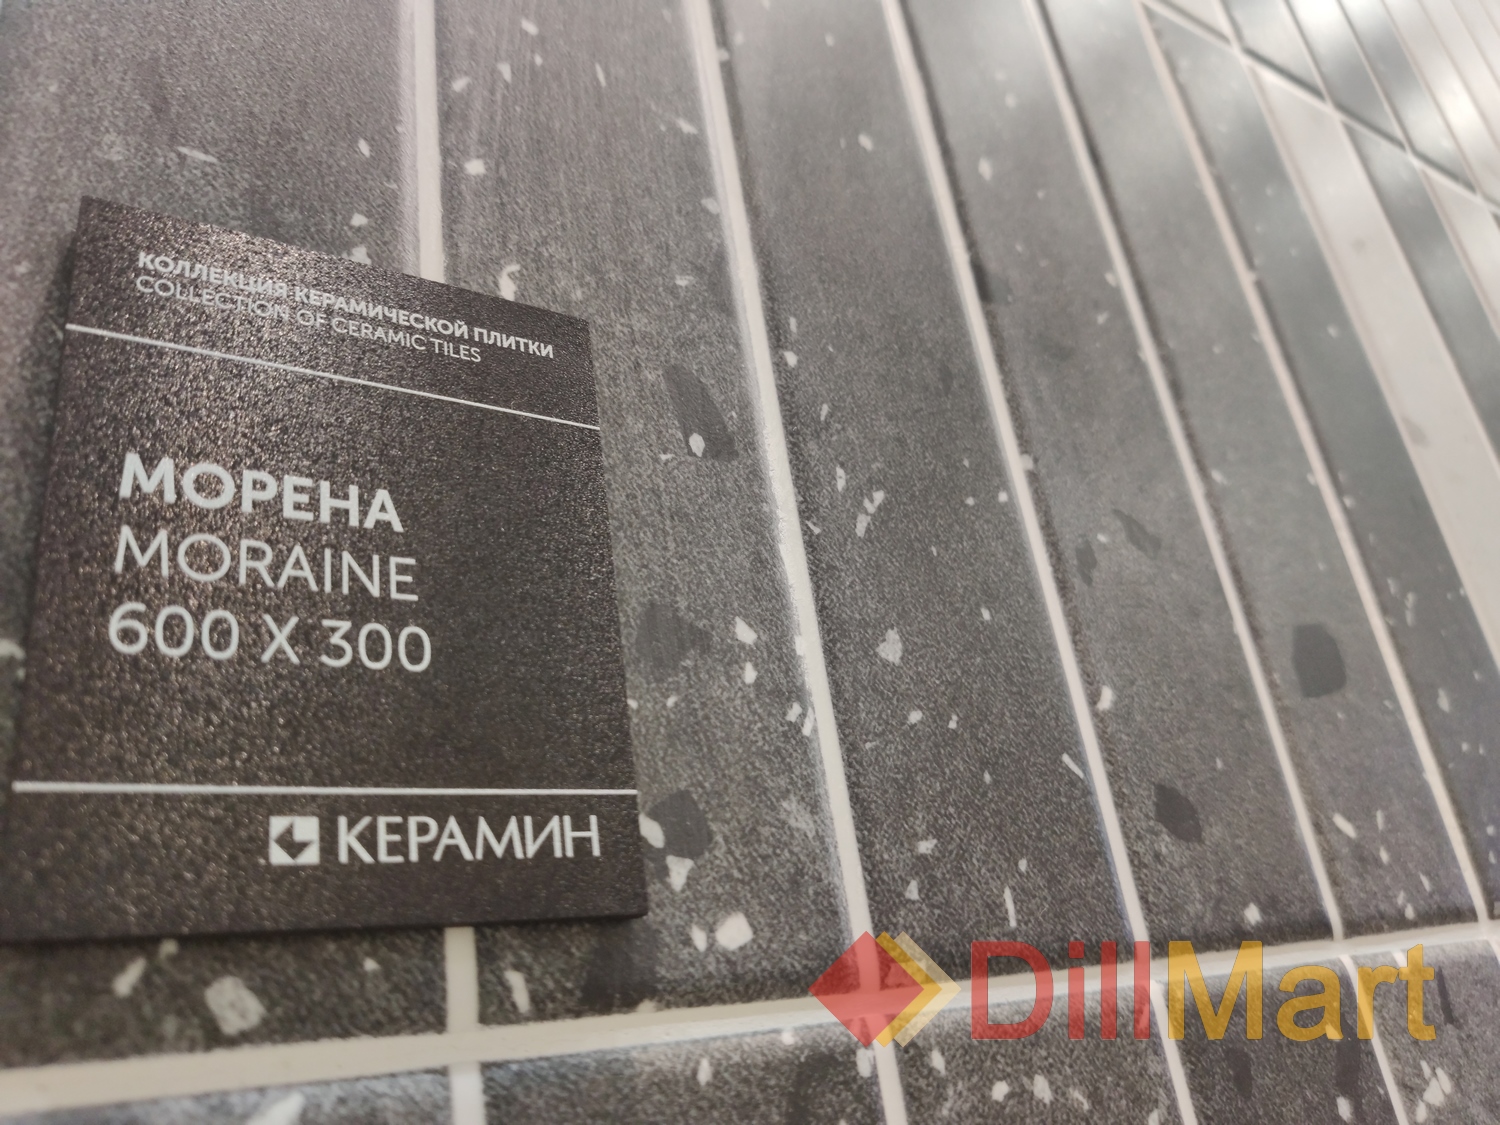 КОЛЛЕКЦИЯ КЕРАМИЧЕСКОЙ ПЛИТКИ
COLLECTION OF CERAMIC TILES
МОРЕНА
MORAINE
600 X 300
КЕРАМИН
DillMart